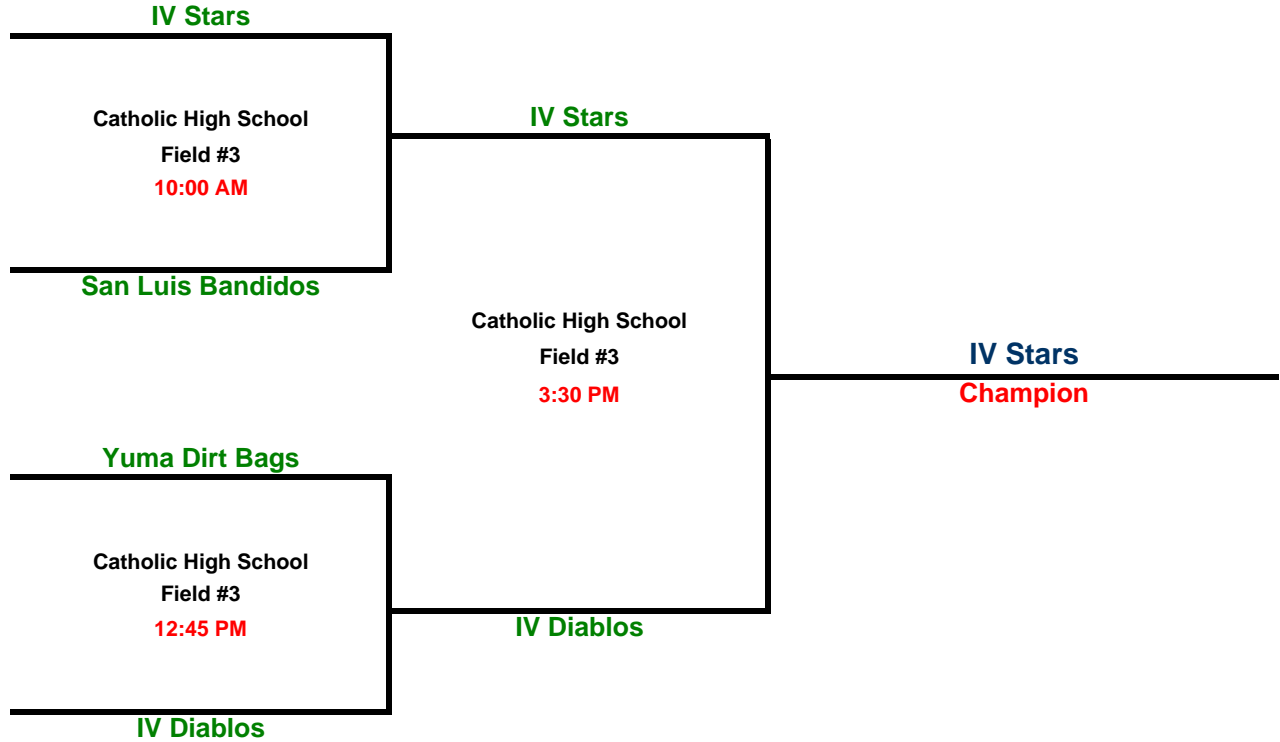 IV Stars
Catholic High School
Field #3
10:00 AM
San Luis Bandidos
IV Stars
Catholic High School
Field #3
3:30 PM
IV Stars
Champion
Yuma Dirt Bags
Catholic High School
Field #3
12:45 PM
IV Diablos
IV Diablos